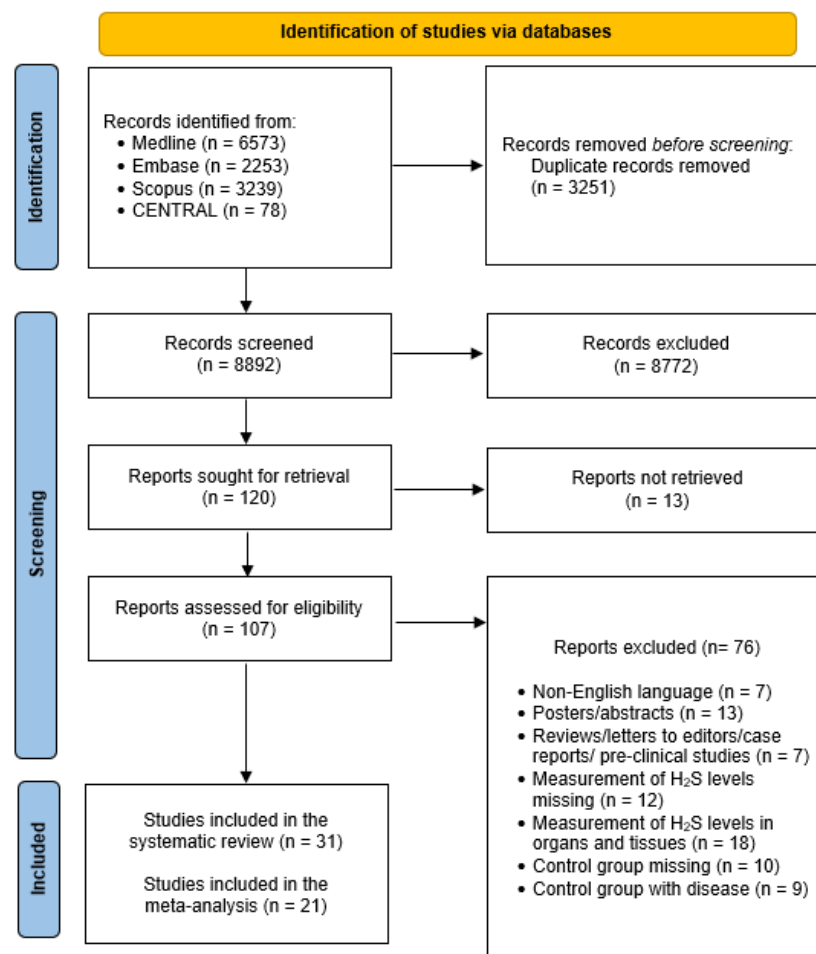 Identification of studies via databases
Identification
Records identified from:
• Medline (n = 6573)
• Embase (n = 2253)
• Scopus (n = 3239)
• CENTRAL (n = 78)
Records removed before screening:
Duplicate records removed
(n = 3251)
Screening
Records screened
(n = 8892)
Records excluded
(n = 8772)
Reports sought for retrieval
(n = 120)
Reports not retrieved
(n = 13)
Reports assessed for eligibility
(n = 107)
Reports excluded (n= 76)
• Non-English language (n = 7)
• Posters/abstracts (n = 13)
• Reviews/letters to editors/case
reports/ pre-clinical studies (n = 7)
• Measurement of H₂S levels
missing (n = 12)
• Measurement of H₂S levels in
organs and tissues (n = 18)
• Control group missing (n = 10)
• Control group with disease (n = 9)
Included
Studies included in the
systematic review (n = 31)
Studies included in the
meta-analysis (n = 21)